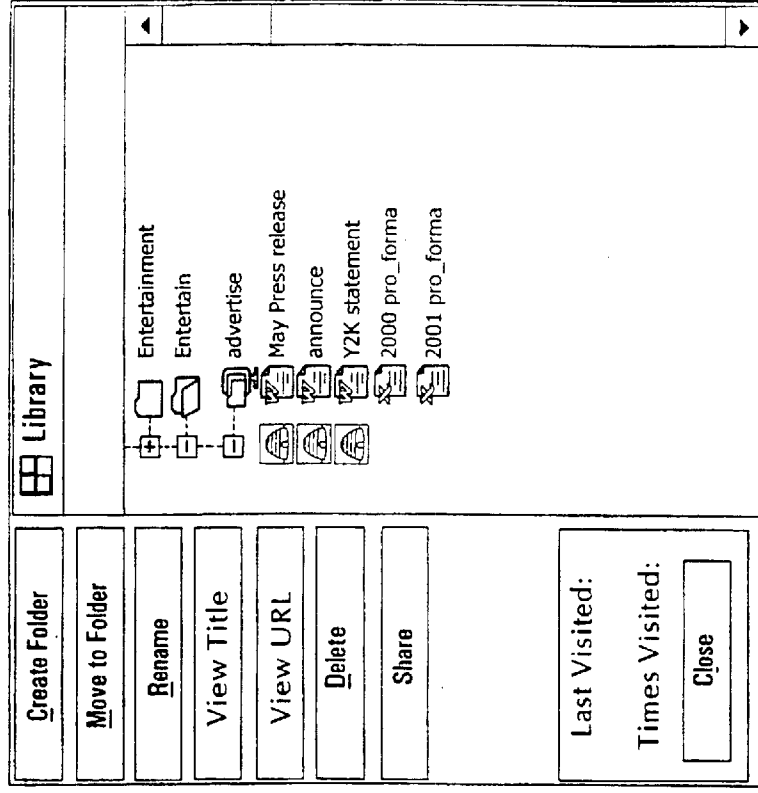 Create Folder
Move to Folder
Rename
View Title
View URL
Delete
Share
Last Visited:
Times Visited:
Close
Library
Entertainment
Entertain
advertise
May Press release
announce
Y2K statement
2000 pro_forma
2001 pro_forma